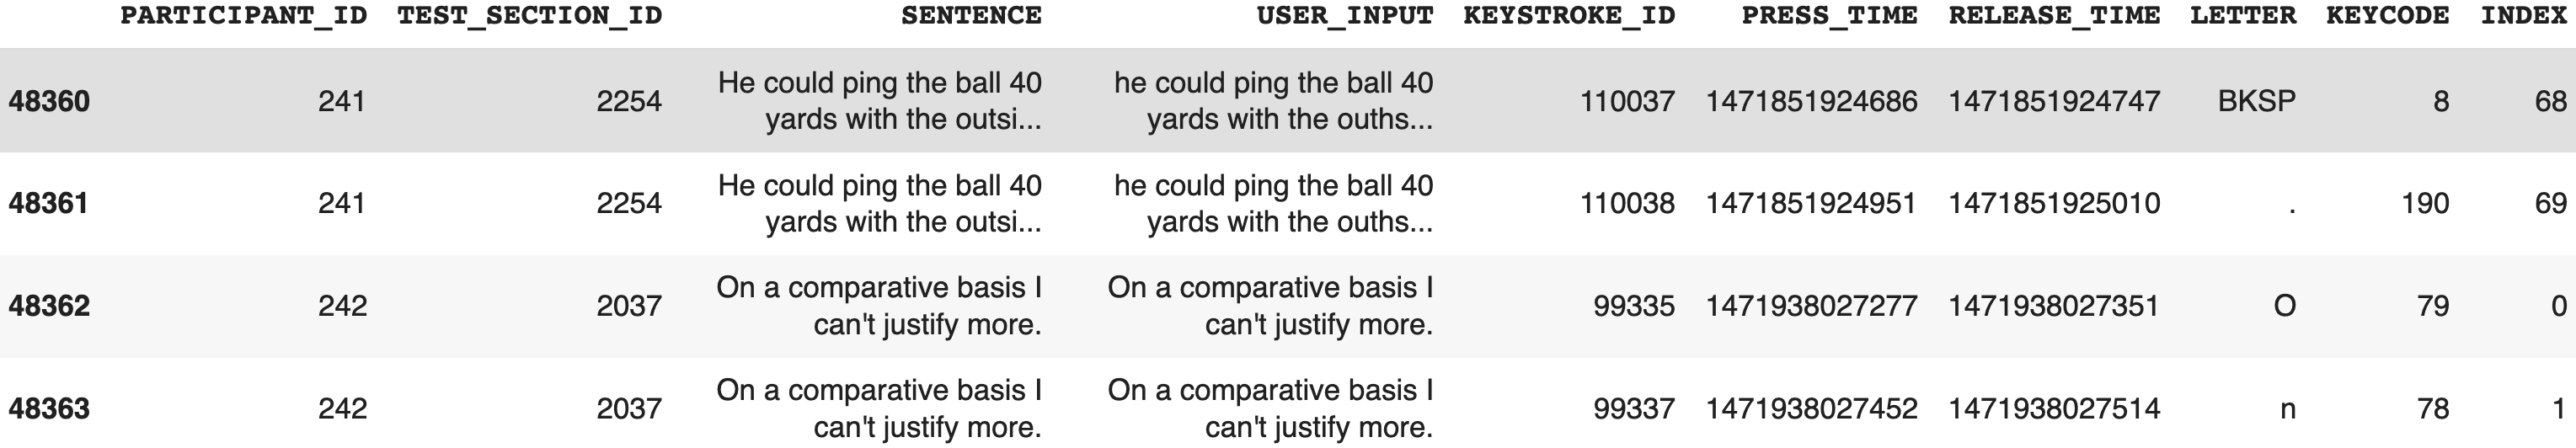 PARTICIPANT_ID TEST_SECTION_ID SENTENCE USER_INPUT KEYSTROKE_ID PRESS_TIME RELEASE_TIME LETTER KEYCODE INDEX
48360 241 2254 He could ping the ball 40 yards with the outsi... he could ping the ball 40 yards with the ouths... 110037 1471851924686 1471851924747 BKSP 8 68
48361 241 2254 He could ping the ball 40 yards with the outsi... he could ping the ball 40 yards with the ouths... 110038 1471851924951 1471851925010 . 190 69
48362 242 2037 On a comparative basis I can't justify more. On a comparative basis I can't justify more. 99335 1471938027277 1471938027351 O 79 0
48363 242 2037 On a comparative basis I can't justify more. On a comparative basis I can't justify more. 99337 1471938027452 1471938027514 n 78 1